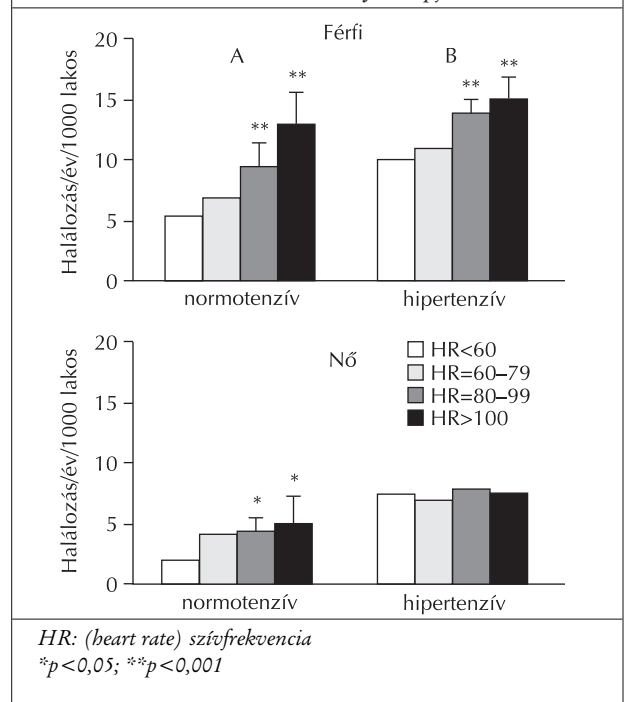 Férfi
A
B
Halálozás/év/1000 lakos
20
15
10
5
0
**
**
**
**
normotenzív
hipertenzív
Nő
HR<60
HR=60–79
HR=80–99
HR>100
Halálozás/év/1000 lakos
20
15
10
5
0
*
*
normotenzív
hipertenzív
HR: (heart rate) szívfrekvencia
*p<0,05; **p<0,001